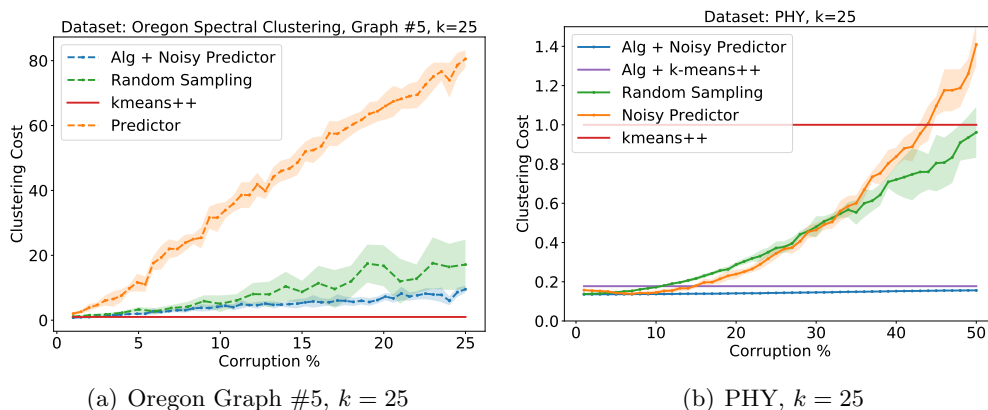 Dataset: Oregon Spectral Clustering, Graph #5, k=25
Alg + Noisy Predictor
Random Sampling
kmeans++
Predictor
Clustering Cost
80
60
40
20
0
0
5
10
15
20
25
Corruption %
(a) Oregon Graph #5, k = 25
Dataset: PHY, k=25
Alg + Noisy Predictor
Alg + k-means++
Random Sampling
Noisy Predictor
kmeans++
Clustering Cost
1.4
1.2
1.0
0.8
0.6
0.4
0.2
0.0
0
10
20
30
40
50
Corruption %
(b) PHY, k = 25